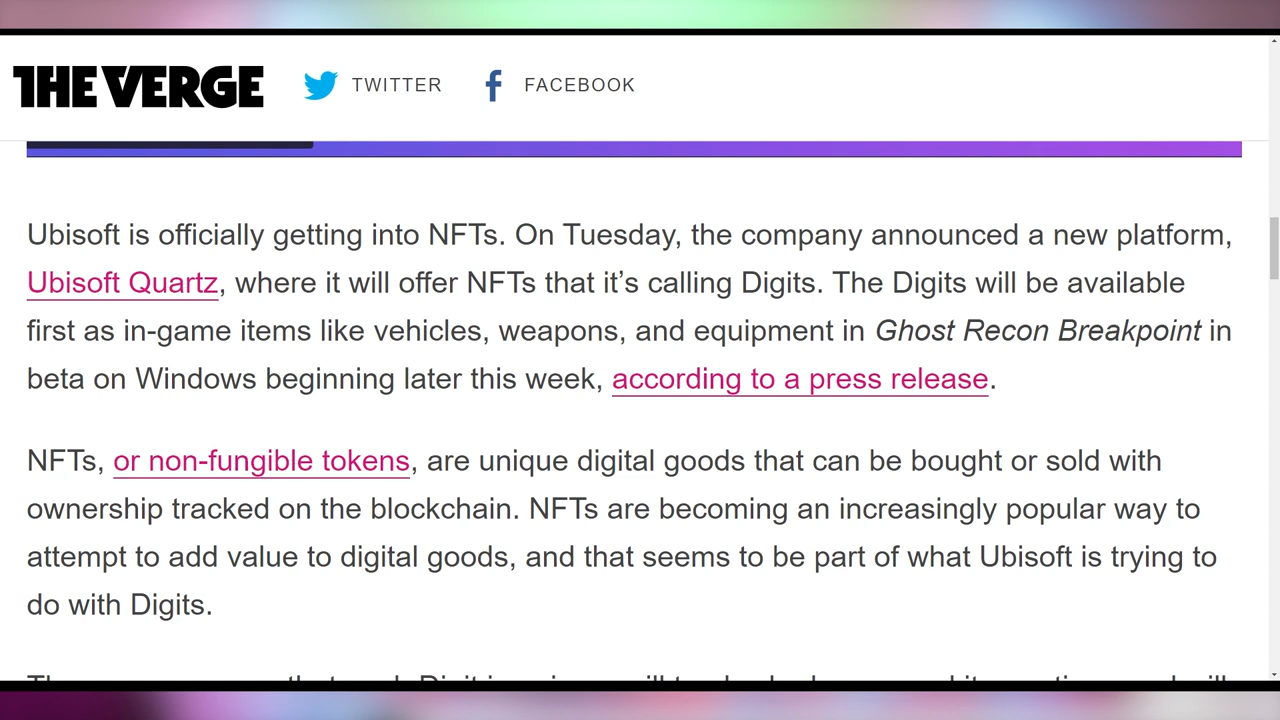 THE VERGE TWITTER FACEBOOK
Ubisoft is officially getting into NFTs. On Tuesday, the company announced a new platform,
Ubisoft Quartz, where it will offer NFTs that it’s calling Digits. The Digits will be available
first as in-game items like vehicles, weapons, and equipment in Ghost Recon Breakpoint in
beta on Windows beginning later this week, according to a press release.
NFTs, or non-fungible tokens, are unique digital goods that can be bought or sold with
ownership tracked on the blockchain. NFTs are becoming an increasingly popular way to
attempt to add value to digital goods, and that seems to be part of what Ubisoft is trying to
do with Digits.